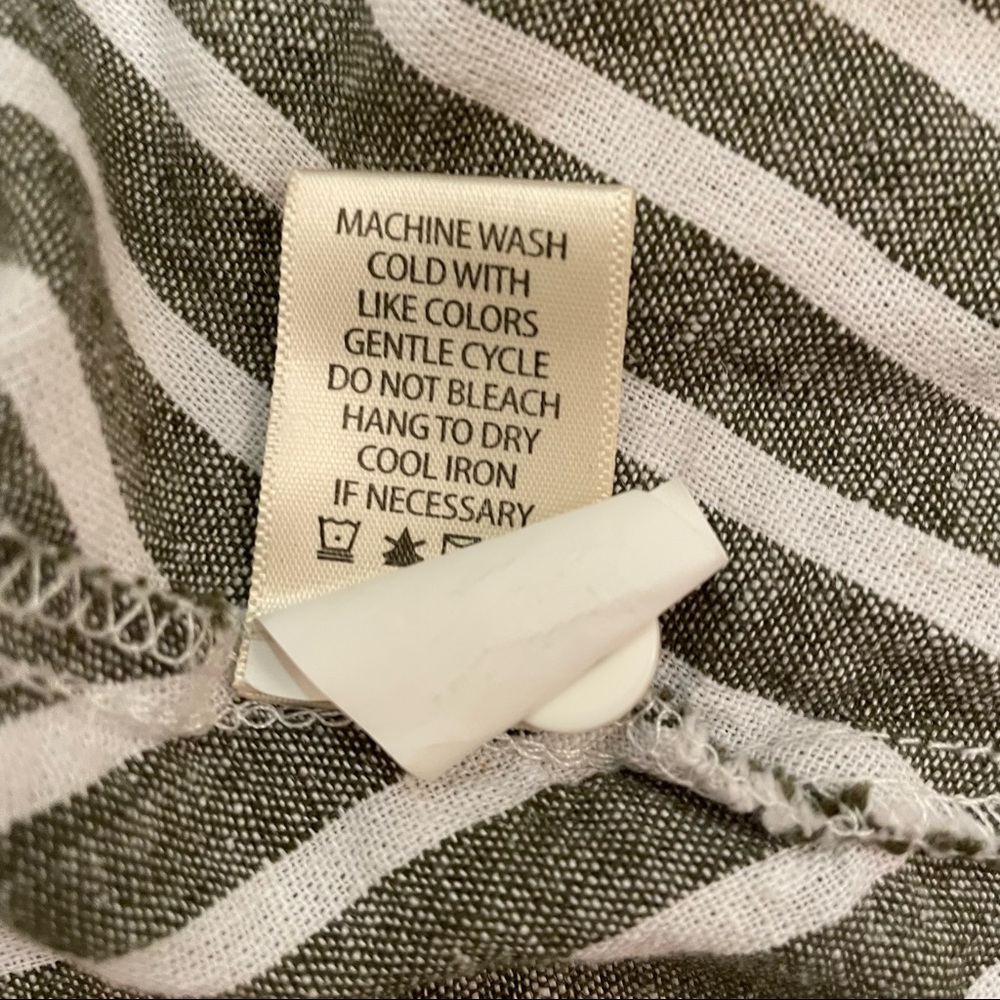 MACHINE WASH
COLD WITH
LIKE COLORS
GENTLE CYCLE
DO NOT BLEACH
HANG TO DRY
COOL IRON
IF NECESSARY